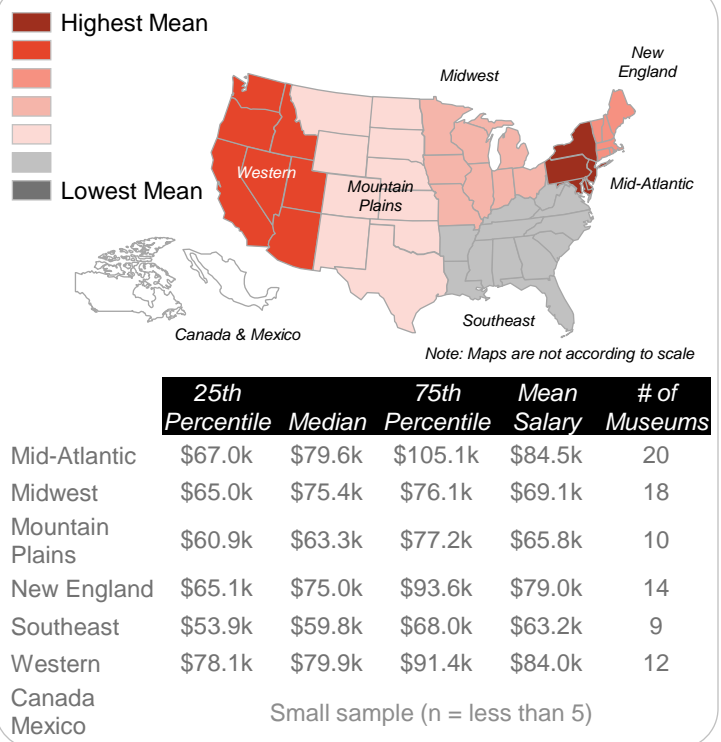 Highest Mean
Lowest Mean
New
England
Midwest
Western
Mountain
Plains
Mid-Atlantic
Southeast
Canada & Mexico
Note: Maps are not according to scale
25th Percentile Median 75th Percentile Mean Salary # of Museums
Mid-Atlantic $67.0k $79.6k $105.1k $84.5k 20
Midwest $65.0k $75.4k $76.1k $69.1k 18
Mountain Plains $60.9k $63.3k $77.2k $65.8k 10
New England $65.1k $75.0k $93.6k $79.0k 14
Southeast $53.9k $59.8k $68.0k $63.2k 9
Western $78.1k $79.9k $91.4k $84.0k 12
Canada Mexico Small sample (n = less than 5)